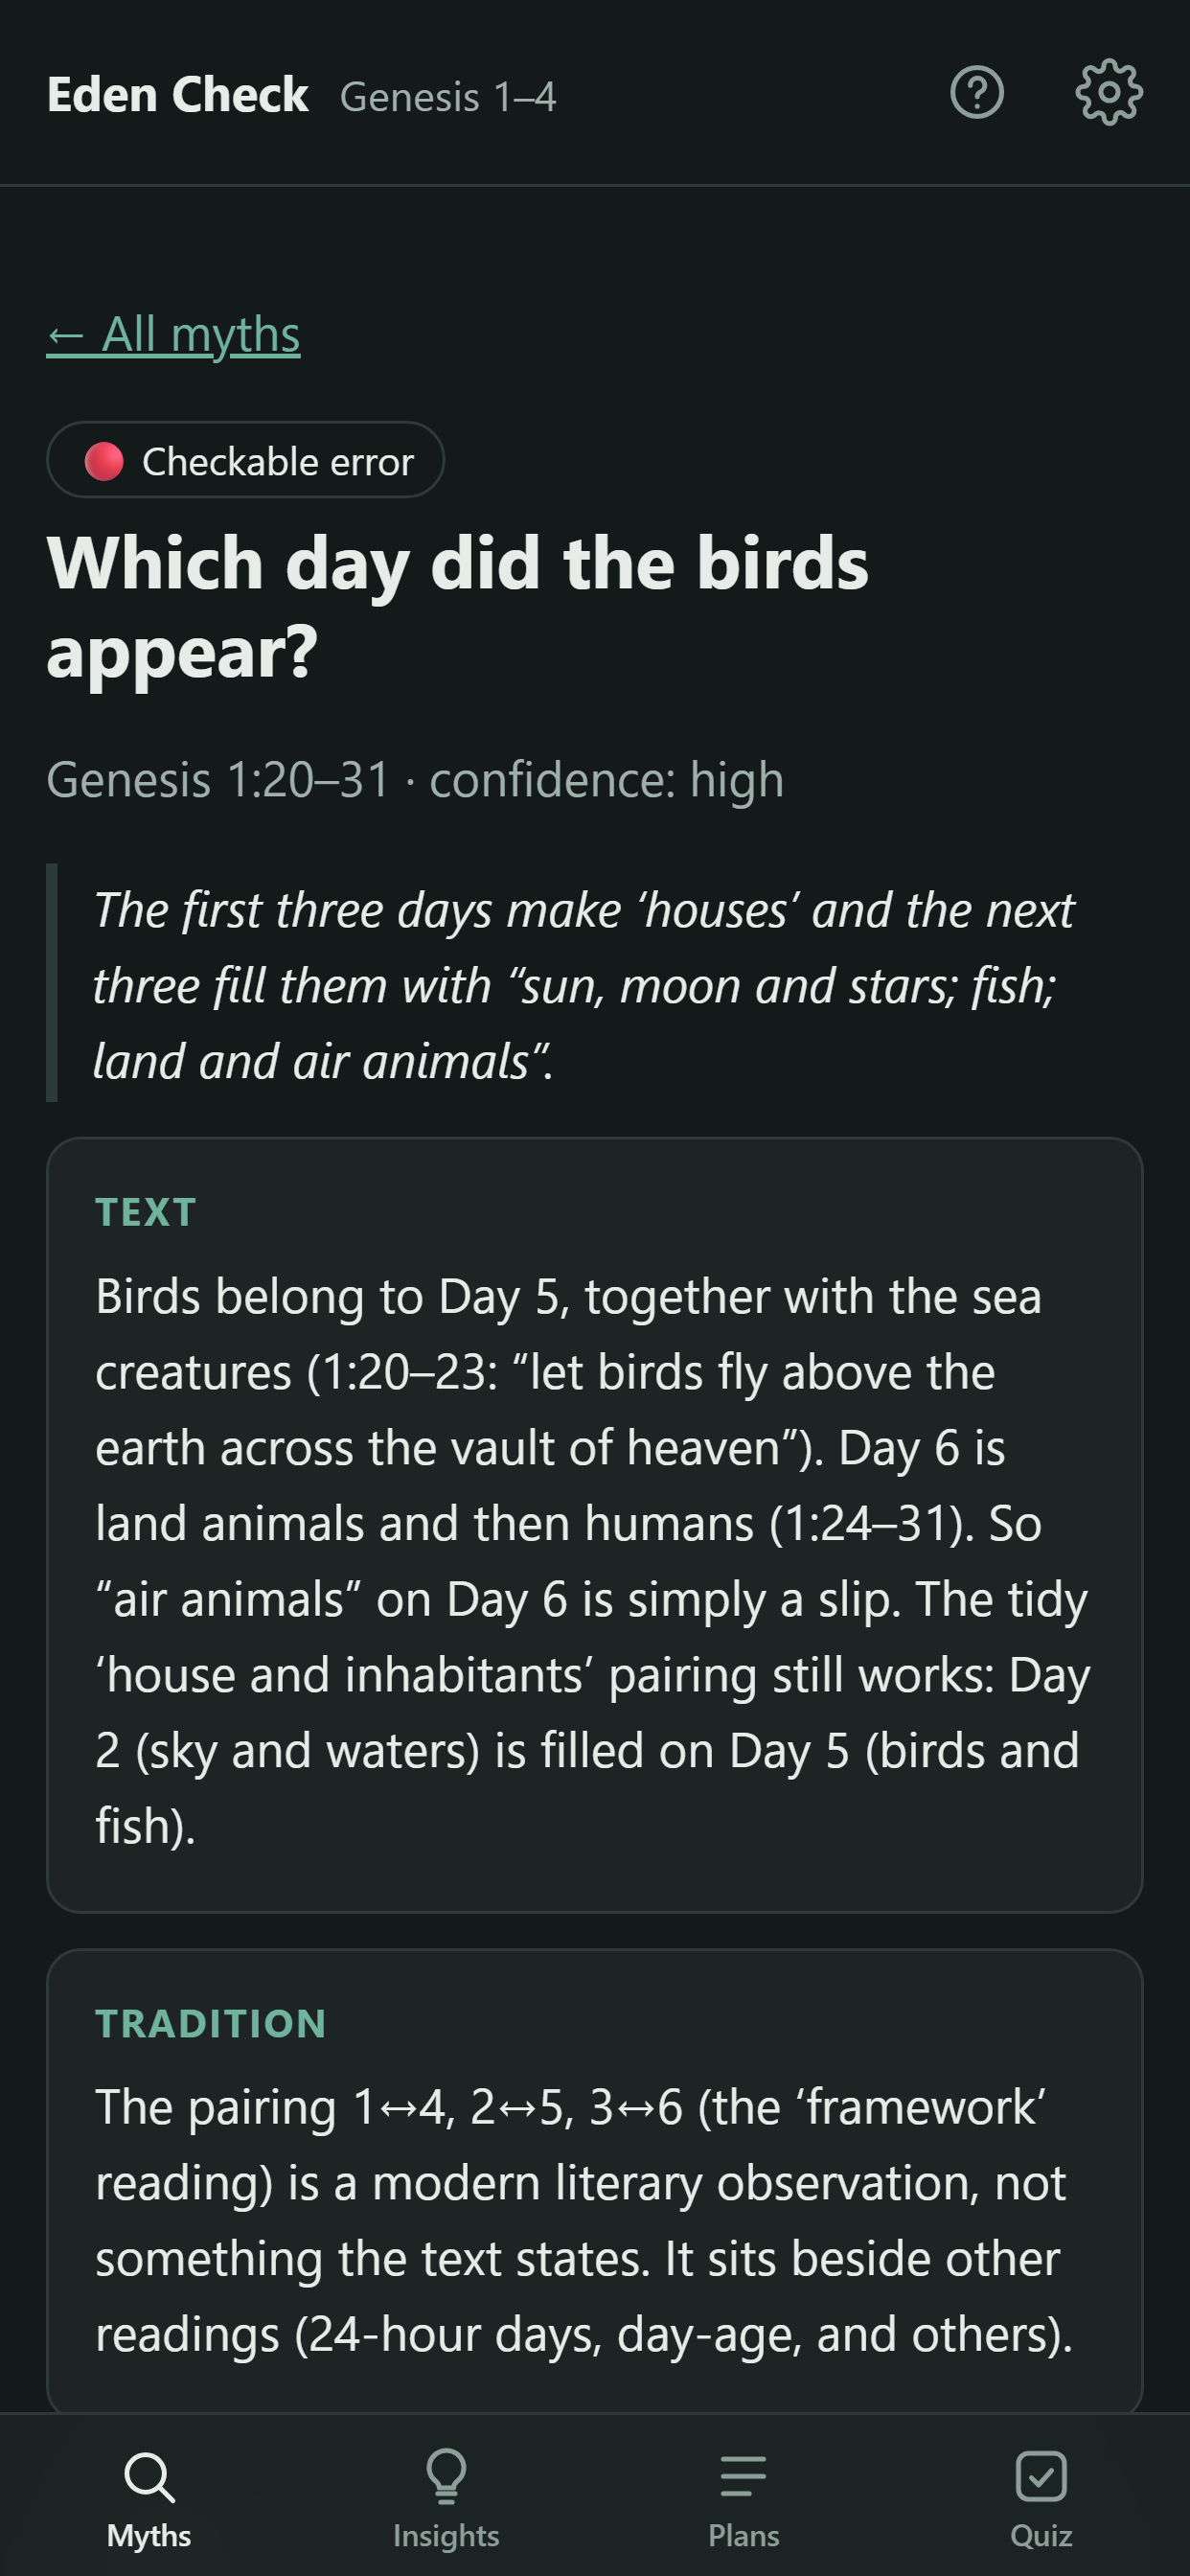 Eden Check Genesis 1–4
← All myths
Checkable error
Which day did the birds
appear?
Genesis 1:20–31 · confidence: high
The first three days make ‘houses’ and the next
three fill them with “sun, moon and stars; fish;
land and air animals”.
TEXT
Birds belong to Day 5, together with the sea
creatures (1:20–23: “let birds fly above the
earth across the vault of heaven”). Day 6 is
land animals and then humans (1:24–31). So
“air animals” on Day 6 is simply a slip. The tidy
‘house and inhabitants’ pairing still works: Day
2 (sky and waters) is filled on Day 5 (birds and
fish).
TRADITION
The pairing 1↔4, 2↔5, 3↔6 (the ‘framework’
reading) is a modern literary observation, not
something the text states. It sits beside other
readings (24-hour days, day-age, and others).
Myths Insights Plans Quiz